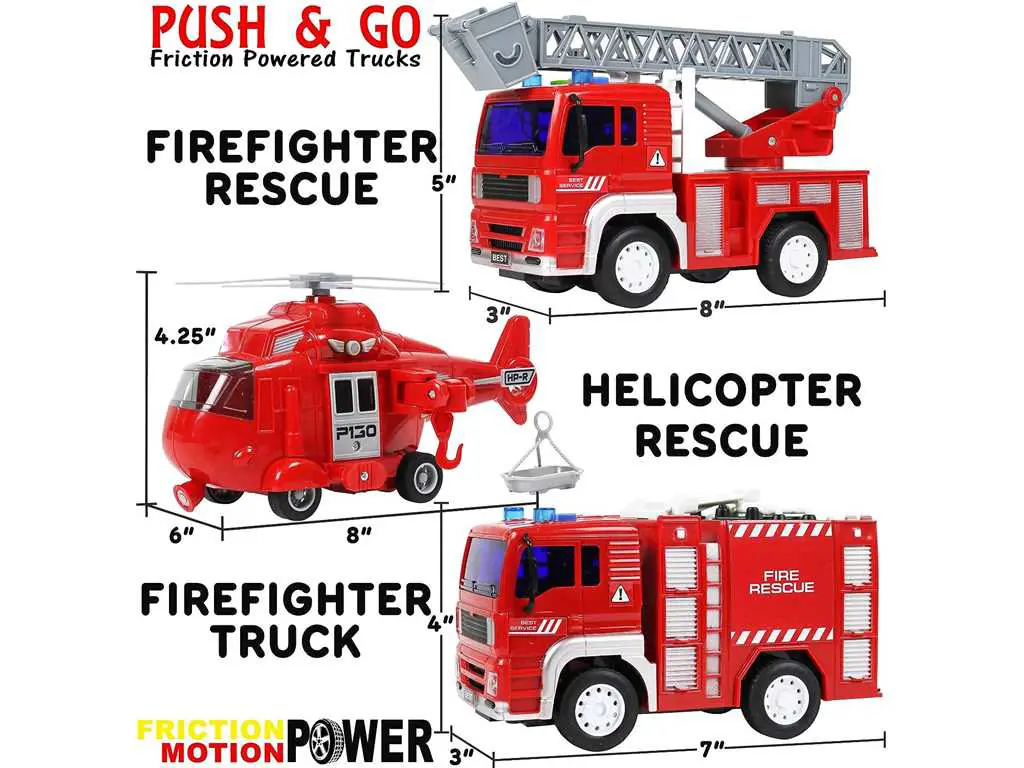 PUSH & GO
Friction Powered Trucks
FIREFIGHTER
RESCUE
5"
BEST
SERVICE
BEST
3"
8"
4.25"
HP-R
P130
HELICOPTER
RESCUE
6"
8"
FIREFIGHTER
TRUCK
4"
FIRE
RESCUE
BEST
SERVICE
BEST
FRICTION
MOTION POWER
3"
7"